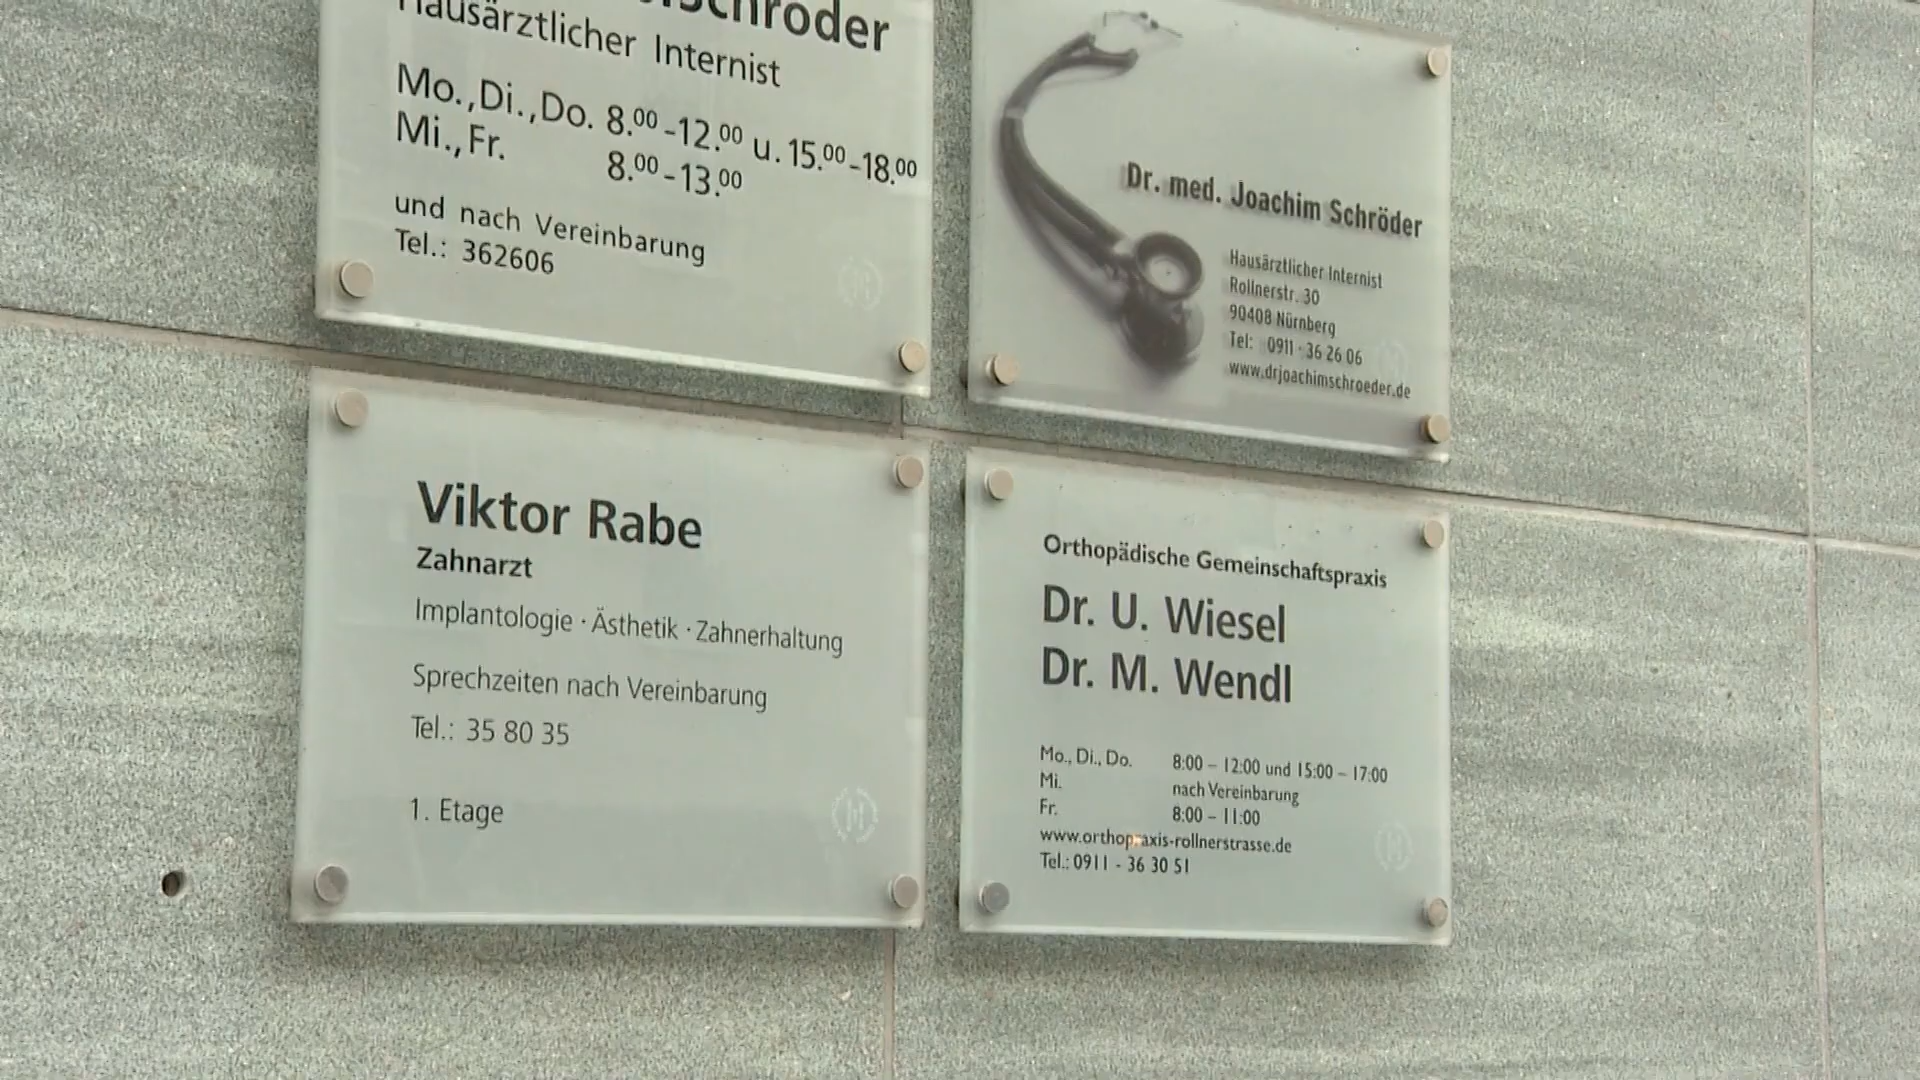 Schröder
Hausärztlicher Internist
Mo.,Di.,Do. 8.00-12.00 u.15.00-18.00
Mi.,Fr. 8.00-13.00
und nach Vereinbarung
Tel.: 362606
Dr. med. Joachim Schröder
Hausärztlicher Internist
Rollnerstr. 30
90408 Nürnberg
Tel: 0911 - 36 26 06
www.drjoachimschroeder.de
Viktor Rabe
Zahnarzt
Implantologie · Ästhetik · Zahnerhaltung
Sprechzeiten nach Vereinbarung
Tel.: 35 80 35
1. Etage
Orthopädische Gemeinschaftspraxis
Dr. U. Wiesel
Dr. M. Wendl
Mo., Di., Do. 8:00 – 12:00 und 15:00 – 17:00
Mi. nach Vereinbarung
Fr. 8:00 – 11:00
www.orthopraxis-rollnerstrasse.de
Tel.: 0911 - 36 30 51